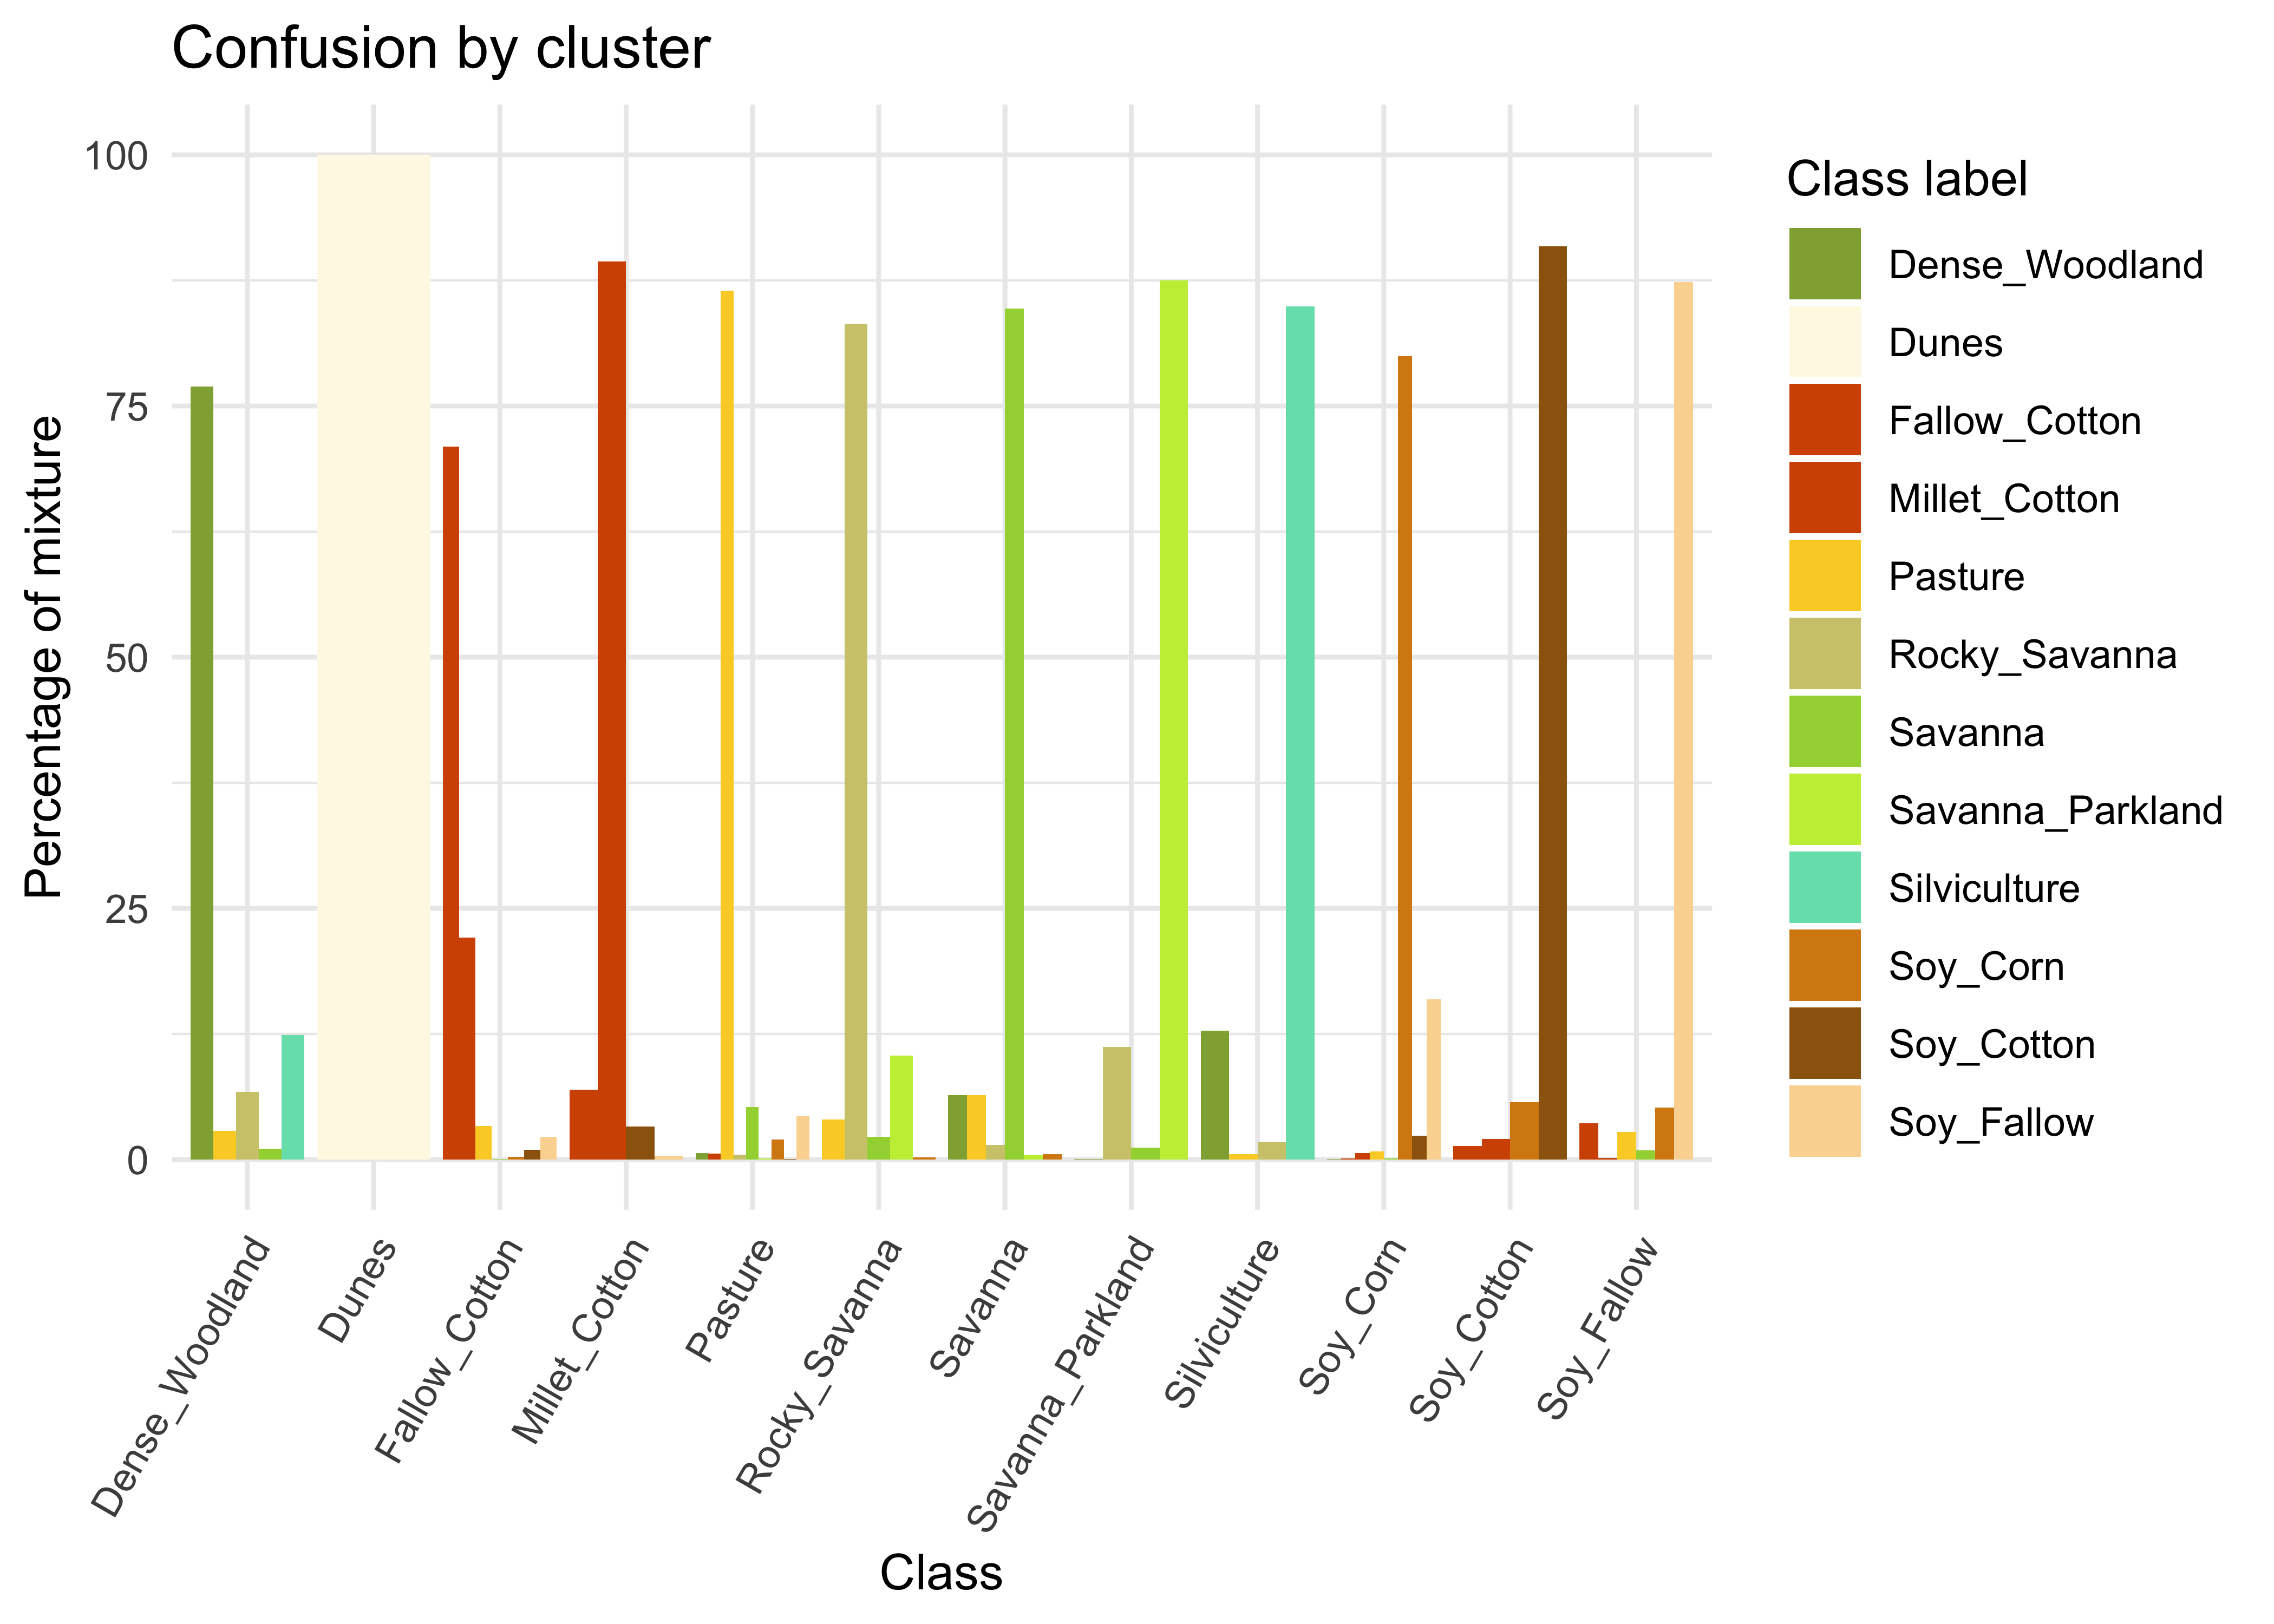 Confusion by cluster
Percentage of mixture
100
75
50
25
0
Dense_Woodland
Dunes
Fallow_Cotton
Millet_Cotton
Pasture
Rocky_Savanna
Savanna
Savanna_Parkland
Silviculture
Soy_Corn
Soy_Cotton
Soy_Fallow
Class
Class label
Dense_Woodland
Dunes
Fallow_Cotton
Millet_Cotton
Pasture
Rocky_Savanna
Savanna
Savanna_Parkland
Silviculture
Soy_Corn
Soy_Cotton
Soy_Fallow